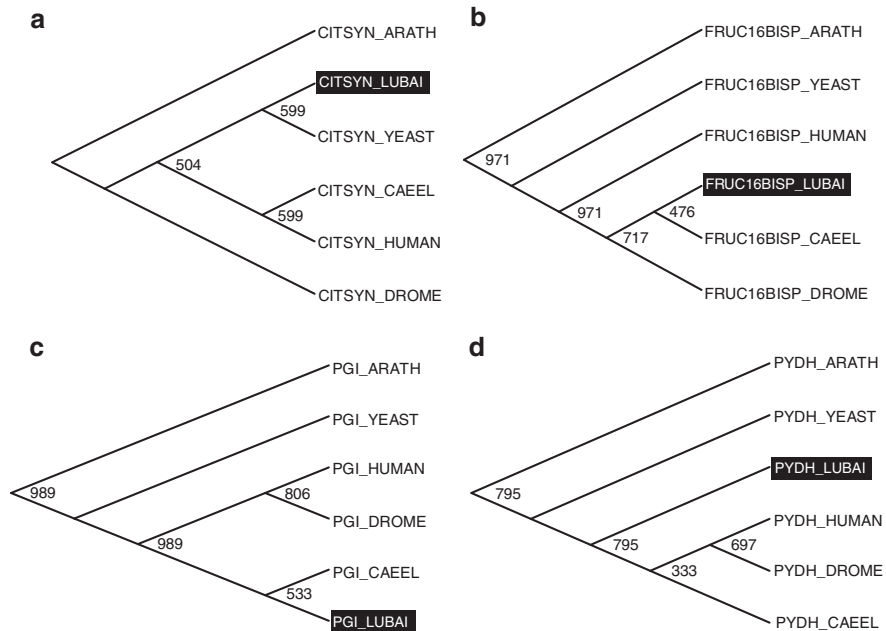 a
CITSYN_ARATH
CITSYN_LUBAI
599
CITSYN_YEAST
504
CITSYN_CAEEL
599
CITSYN_HUMAN
CITSYN_DROME
b
FRUC16BISP_ARATH
FRUC16BISP_YEAST
FRUC16BISP_HUMAN
971
FRUC16BISP_LUBAI
971
476
717
FRUC16BISP_CAEEL
FRUC16BISP_DROME
c
PGI_ARATH
PGI_YEAST
PGI_HUMAN
989
806
PGI_DROME
989
PGI_CAEEL
533
PGI_LUBAI
d
PYDH_ARATH
PYDH_YEAST
PYDH_LUBAI
795
PYDH_HUMAN
795
697
333
PYDH_DROME
PYDH_CAEEL